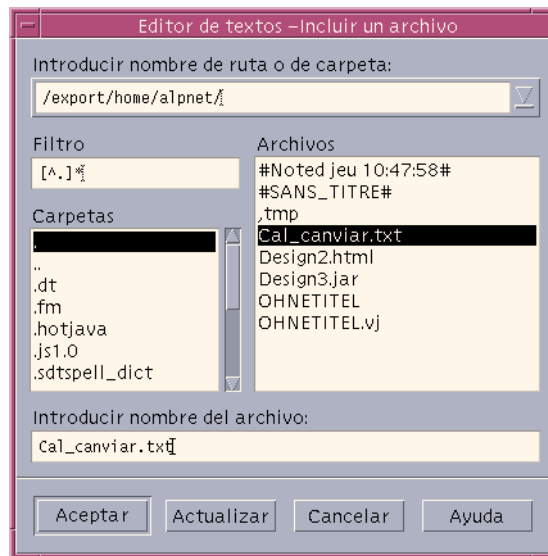 Editor de textos –Incluir un archivo
Introducir nombre de ruta o de carpeta:
/export/home/alpnet/
Filtro
[^.]*
Carpetas
.
..
.dt
.fm
.hotjava
.js1.0
.sdtspell_dict
Archivos
#Noted jeu 10:47:58#
#SANS_TITRE#
,tmp
Cal_canviar.txt
Design2.html
Design3.jar
OHNETITEL
OHNETITEL.vj
Introducir nombre del archivo:
Cal_canviar.txt
Aceptar
Actualizar
Cancelar
Ayuda